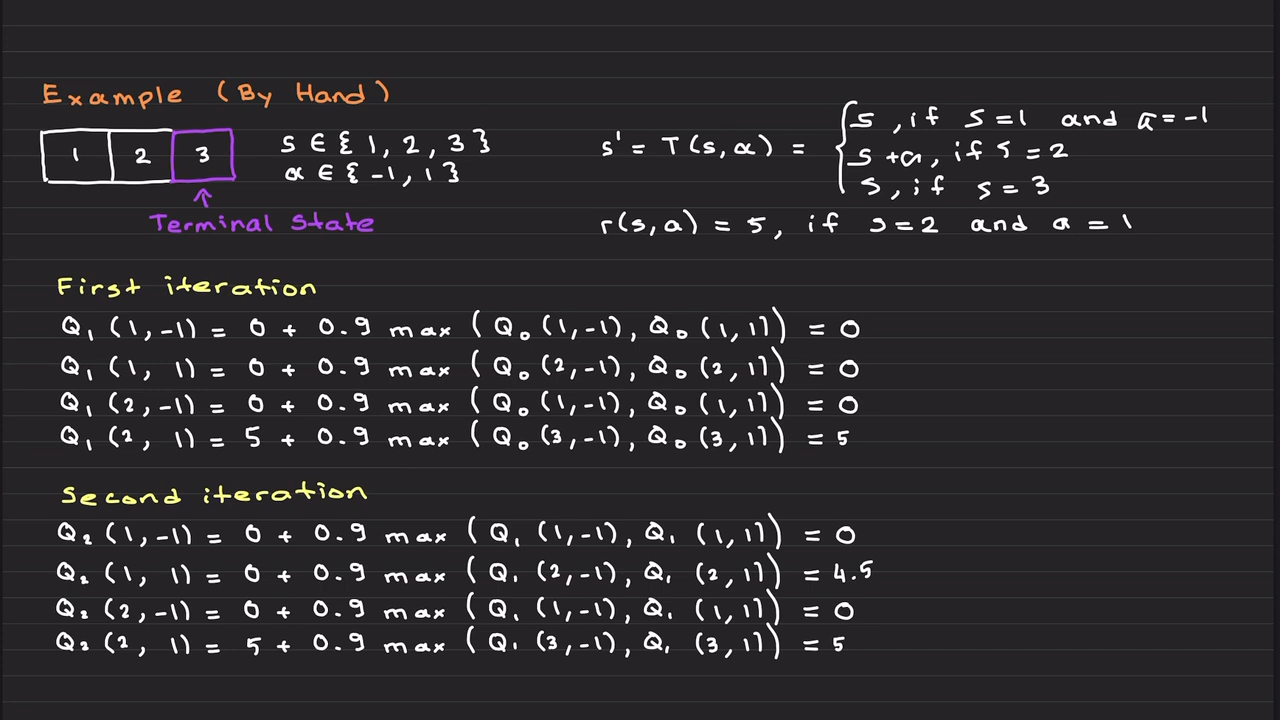 Example (By Hand)
1 2 3
s ∈ { 1, 2, 3 }
a ∈ { -1, 1 }
↑
Terminal State
s' = T(s,a) = { s , if s=1 and a=-1
s+a, if s=2
s, if s=3
r(s,a) = 5, if s=2 and a=1
First iteration
Q₁ (1,-1) = 0 + 0.9 max (Q₀ (1,-1), Q₀ (1,1)) = 0
Q₁ (1, 1) = 0 + 0.9 max (Q₀ (2,-1), Q₀ (2,1)) = 0
Q₁ (2,-1) = 0 + 0.9 max (Q₀ (1,-1), Q₀ (1,1)) = 0
Q₁ (2, 1) = 5 + 0.9 max (Q₀ (3,-1), Q₀ (3,1)) = 5
Second iteration
Q₂ (1,-1) = 0 + 0.9 max (Q₁ (1,-1), Q₁ (1,1)) = 0
Q₂ (1, 1) = 0 + 0.9 max (Q₁ (2,-1), Q₁ (2,1)) = 4.5
Q₂ (2,-1) = 0 + 0.9 max (Q₁ (1,-1), Q₁ (1,1)) = 0
Q₂ (2, 1) = 5 + 0.9 max (Q₁ (3,-1), Q₁ (3,1)) = 5